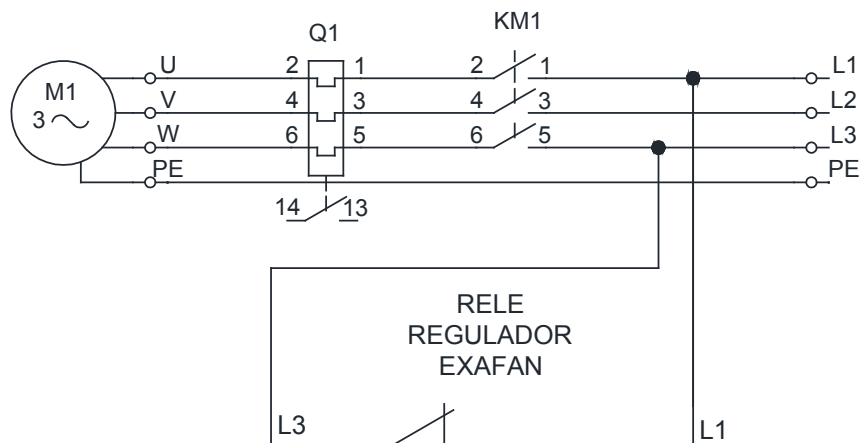 KM1
Q1
U 2 1 2 1 L1
M1
V 4 3 4 3 L2
3
W 6 5 6 5 L3
PE PE
14 13
RELE
REGULADOR
EXAFAN
L3 L1